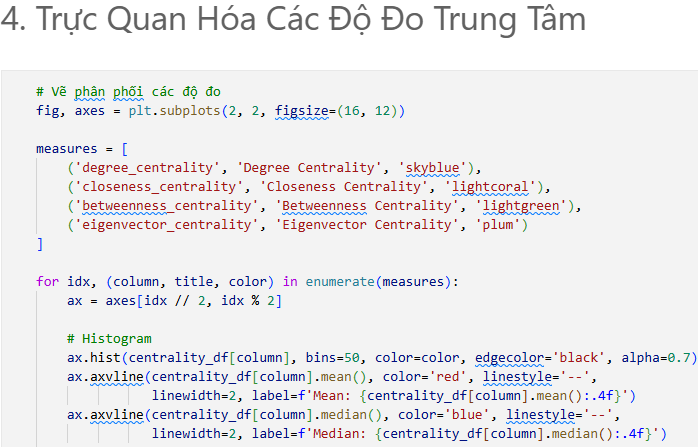 4. Trực Quan Hóa Các Độ Đo Trung Tâm
# Vẽ phân phối các độ đo
fig, axes = plt.subplots(2, 2, figsize=(16, 12))
measures = [
('degree_centrality', 'Degree Centrality', 'skyblue'),
('closeness_centrality', 'Closeness Centrality', 'lightcoral'),
('betweenness_centrality', 'Betweenness Centrality', 'lightgreen'),
('eigenvector_centrality', 'Eigenvector Centrality', 'plum')
]
for idx, (column, title, color) in enumerate(measures):
ax = axes[idx // 2, idx % 2]
# Histogram
ax.hist(centrality_df[column], bins=50, color=color, edgecolor='black', alpha=0.7)
ax.axvline(centrality_df[column].mean(), color='red', linestyle='--',
linewidth=2, label=f'Mean: {centrality_df[column].mean():.4f}')
ax.axvline(centrality_df[column].median(), color='blue', linestyle='--',
linewidth=2, label=f'Median: {centrality_df[column].median():.4f}')